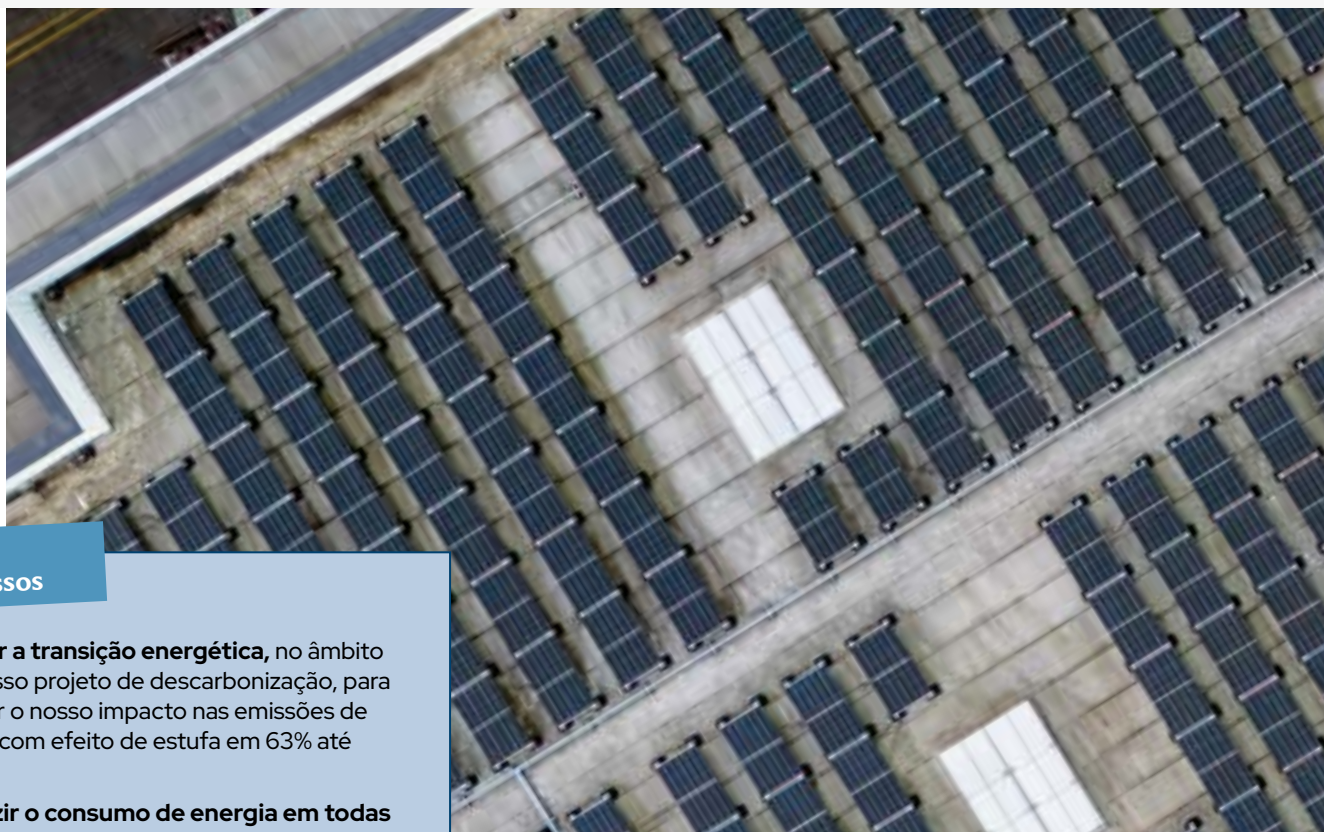 ssos
r a transição energética, no âmbito
sso projeto de descarbonização, para
r o nosso impacto nas emissões de
com efeito de estufa em 63% até
zir o consumo de energia em todas